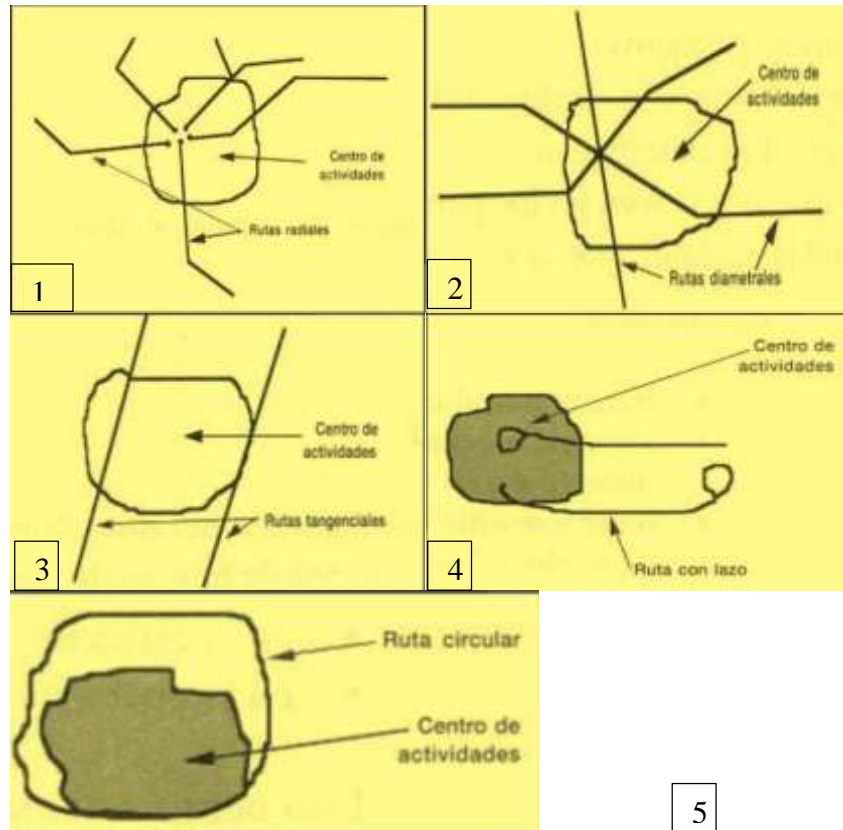 Centro de
actividades
Rutas radiales
1
Centro de
actividades
Rutas diametrales
2
Centro de
actividades
Rutas tangenciales
3
Centro de
actividades
Ruta con lazo
4
Ruta circular
Centro de
actividades
5